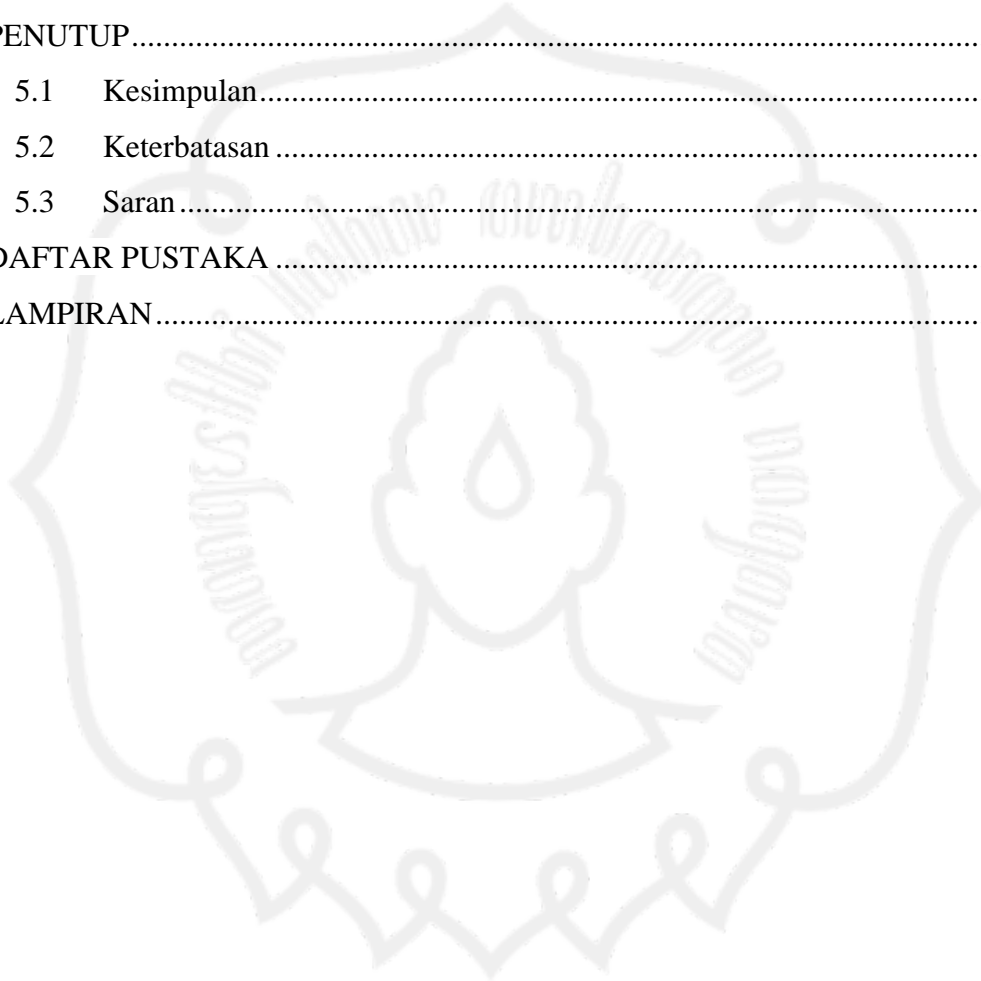 PENUTUP
5.1 Kesimpulan
5.2 Keterbatasan
5.3 Saran
DAFTAR PUSTAKA
LAMPIRAN